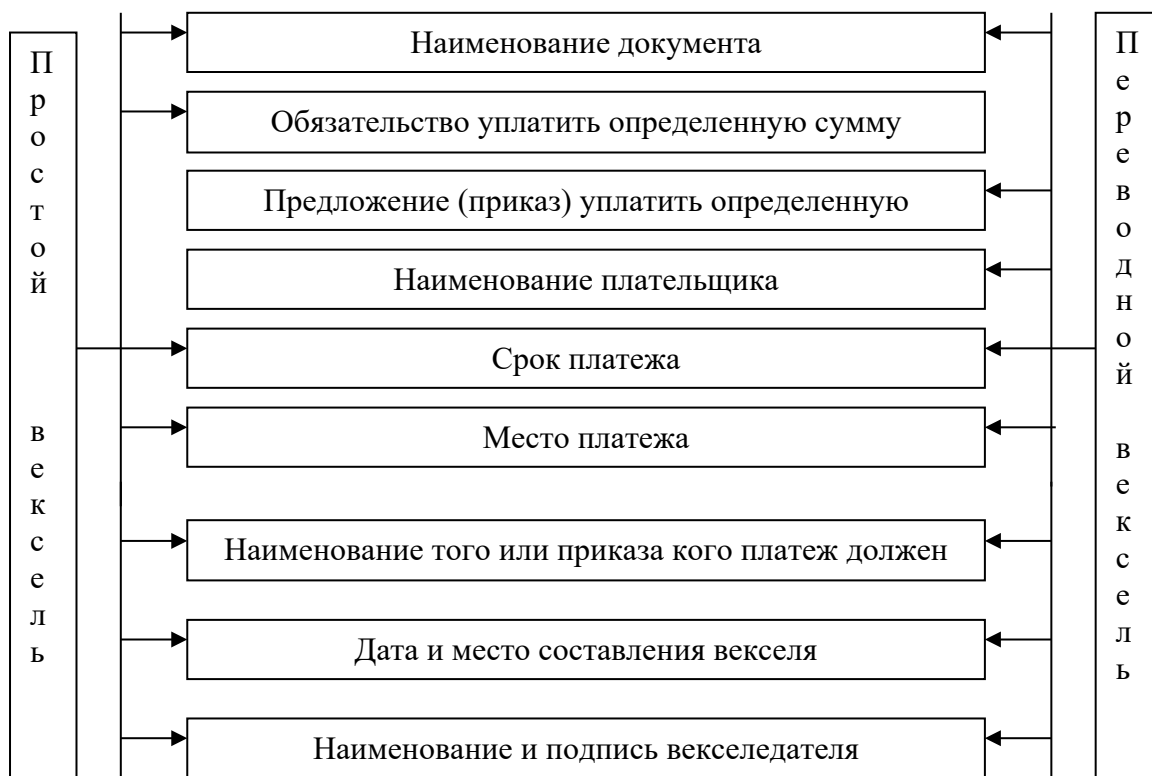 Простой вексель
Наименование документа
Обязательство уплатить определенную сумму
Предложение (приказ) уплатить определенную
Наименование плательщика
Срок платежа
Место платежа
Наименование того или приказа кого платеж должен
Дата и место составления векселя
Наименование и подпись векселедателя
Переводной вексель